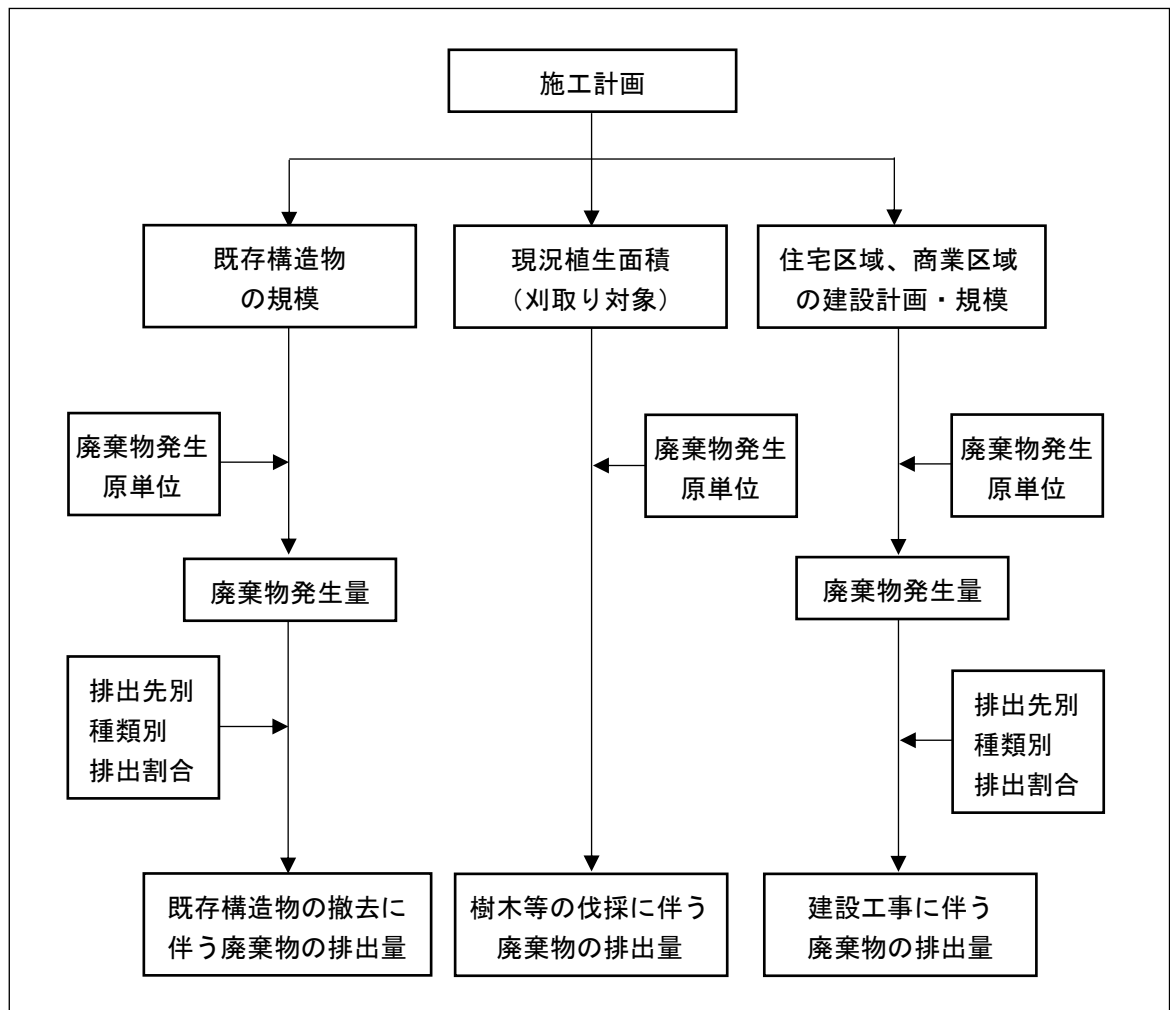 施工計画
既存構造物
の規模
現況植生面積
（刈取り対象）
住宅区域、商業区域
の建設計画・規模
廃棄物発生
原単位
廃棄物発生
原単位
廃棄物発生
原単位
廃棄物発生量
廃棄物発生量
排出先別
種類別
排出割合
排出先別
種類別
排出割合
既存構造物の撤去に
伴う廃棄物の排出量
樹木等の伐採に伴う
廃棄物の排出量
建設工事に伴う
廃棄物の排出量